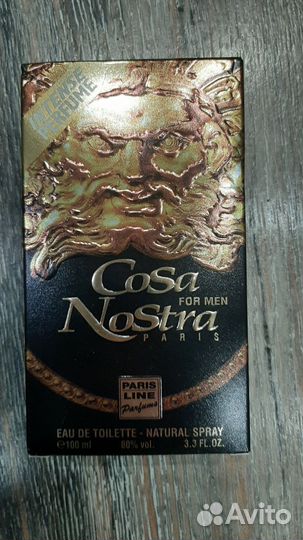 INTENSE
PERFUME
CoSa
FOR MEN
NoStra
PARIS
PARIS
LINE
Parfums
EAU DE TOILETTE - NATURAL SPRAY
℮100 ml 80% vol. 3.3 FL.OZ.
Avito